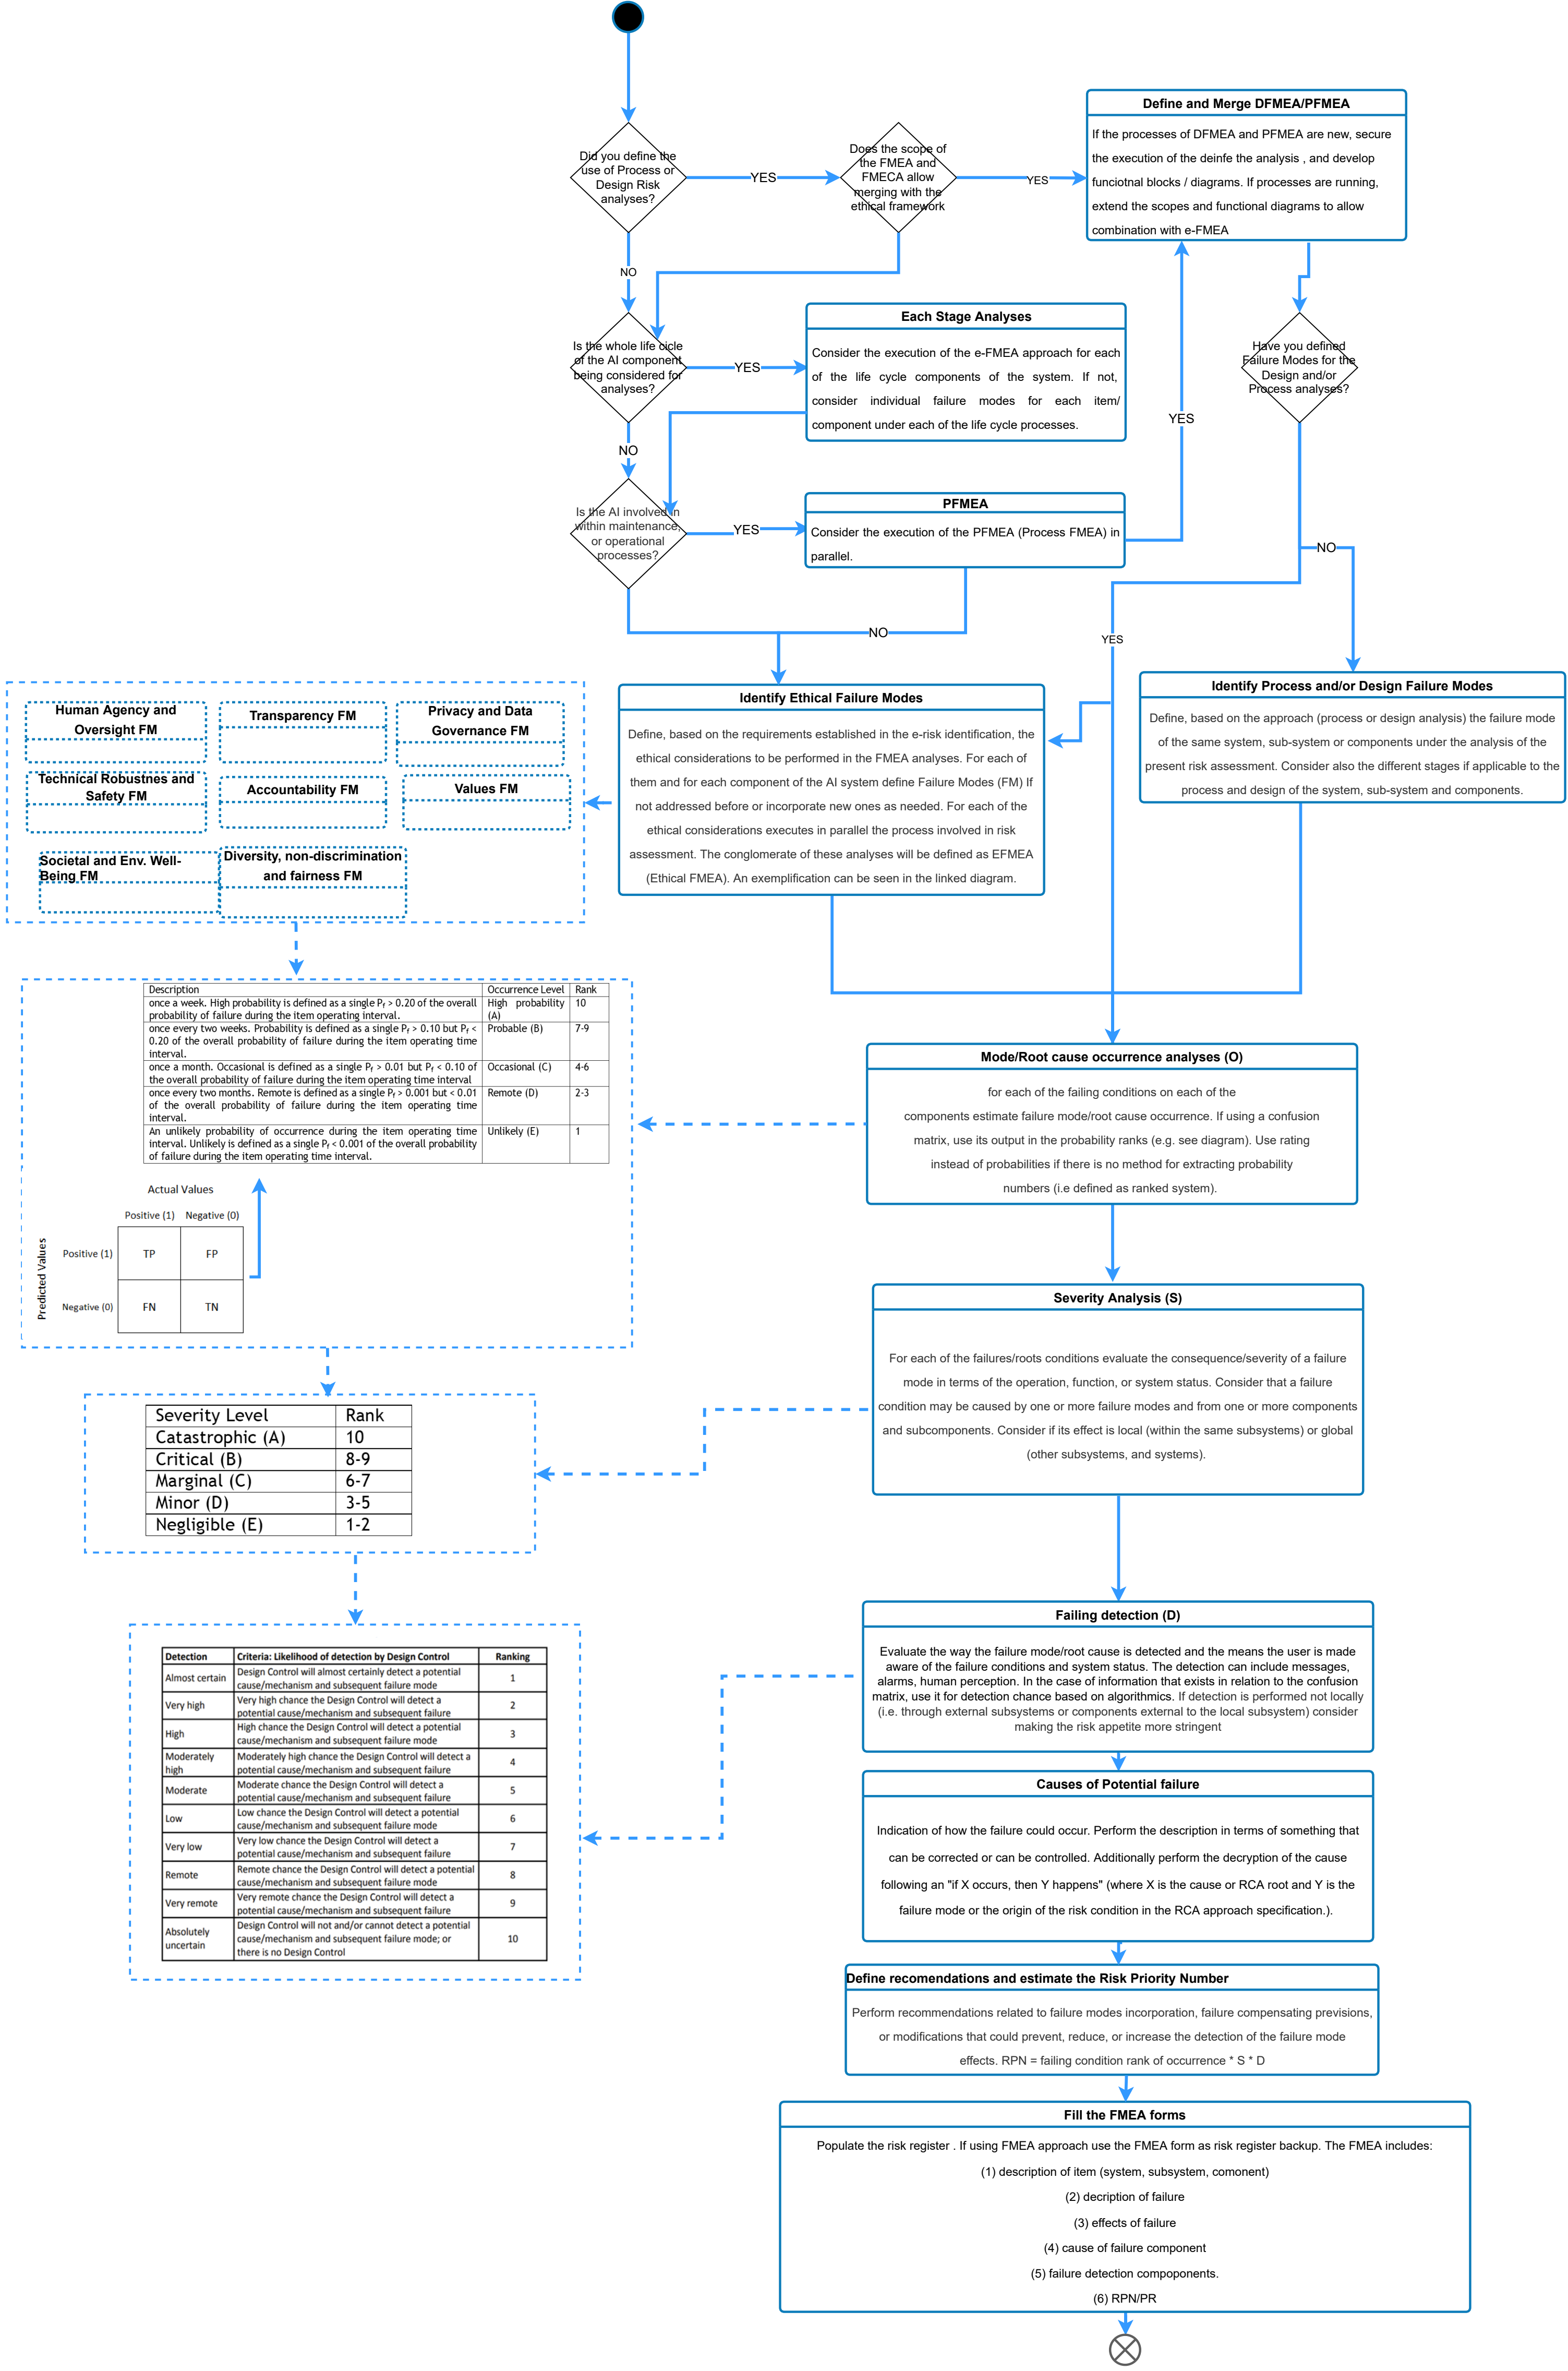 Did you define the
use of Process or
Design Risk
analyses?
YES
Does the scope of
the FMEA and
FMECA allow
merging with the
ethical framework
YES
Define and Merge DFMEA/PFMEA
If the processes of DFMEA and PFMEA are new, secure
the execution of the deinfe the analysis , and develop
funciotnal blocks / diagrams. If processes are running,
extend the scopes and functional diagrams to allow
combination with e-FMEA
NO
Is the whole life cicle
of the AI component
being considered for
analyses?
YES
Each Stage Analyses
Consider the execution of the e-FMEA approach for each
of the life cycle components of the system. If not,
consider individual failure modes for each item/
component under each of the life cycle processes.
Have you defined
Failure Modes for the
Design and/or
Process analyses?
YES
NO
Is the AI involved in
within maintenance,
or operational
processes?
YES
PFMEA
Consider the execution of the PFMEA (Process FMEA) in
parallel.
NO
NO
YES
Human Agency and
Oversight FM
Transparency FM
Privacy and Data
Governance FM
Technical Robustnes and
Safety FM
Accountability FM
Values FM
Societal and Env. Well-
Being FM
Diversity, non-discrimination
and fairness FM
Identify Ethical Failure Modes
Define, based on the requirements established in the e-risk identification, the
ethical considerations to be performed in the FMEA analyses. For each of
them and for each component of the AI system define Failure Modes (FM) If
not addressed before or incorporate new ones as needed. For each of the
ethical considerations executes in parallel the process involved in risk
assessment. The conglomerate of these analyses will be defined as EFMEA
(Ethical FMEA). An exemplification can be seen in the linked diagram.
Identify Process and/or Design Failure Modes
Define, based on the approach (process or design analysis) the failure mode
of the same system, sub-system or components under the analysis of the
present risk assessment. Consider also the different stages if applicable to the
process and design of the system, sub-system and components.
Description Occurrence Level Rank
once a week. High probability is defined as a single Pf > 0.20 of the overall
probability of failure during the item operating interval.
High probability
(A)
10
once every two weeks. Probability is defined as a single Pf > 0.10 but Pf <
0.20 of the overall probability of failure during the item operating time
interval.
Probable (B)
7-9
once a month. Occasional is defined as a single Pf > 0.01 but Pf < 0.10 of
the overall probability of failure during the item operating time interval
Occasional (C)
4-6
once every two months. Remote is defined as a single Pf > 0.001 but < 0.01
of the overall probability of failure during the item operating time
interval.
Remote (D)
2-3
An unlikely probability of occurrence during the item operating time
interval. Unlikely is defined as a single Pf < 0.001 of the overall probability
of failure during the item operating time interval.
Unlikely (E)
1
Actual Values
Positive (1) Negative (0)
Predicted Values
Positive (1) TP FP
Negative (0) FN TN
Mode/Root cause occurrence analyses (O)
for each of the failing conditions on each of the
components estimate failure mode/root cause occurrence. If using a confusion
matrix, use its output in the probability ranks (e.g. see diagram). Use rating
instead of probabilities if there is no method for extracting probability
numbers (i.e defined as ranked system).
Severity Analysis (S)
For each of the failures/roots conditions evaluate the consequence/severity of a failure
mode in terms of the operation, function, or system status. Consider that a failure
condition may be caused by one or more failure modes and from one or more components
and subcomponents. Consider if its effect is local (within the same subsystems) or global
(other subsystems, and systems).
Severity Level Rank
Catastrophic (A) 10
Critical (B) 8-9
Marginal (C) 6-7
Minor (D) 3-5
Negligible (E) 1-2
Failing detection (D)
Evaluate the way the failure mode/root cause is detected and the means the user is made
aware of the failure conditions and system status. The detection can include messages,
alarms, human perception. In the case of information that exists in relation to the confusion
matrix, use it for detection chance based on algorithmics. If detection is performed not locally
(i.e. through external subsystems or components external to the local subsystem) consider
making the risk appetite more stringent
Detection Criteria: Likelihood of detection by Design Control Ranking
Almost certain
Design Control will almost certainly detect a potential
cause/mechanism and subsequent failure mode
1
Very high
Very high chance the Design Control will detect a
potential cause/mechanism and subsequent failure
2
High
High chance the Design Control will detect a potential
cause/mechanism and subsequent failure mode
3
Moderately
high
Moderately high chance the Design Control will detect a
potential cause/mechanism and subsequent failure
4
Moderate
Moderate chance the Design Control will detect a
potential cause/mechanism and subsequent failure
5
Low
Low chance the Design Control will detect a potential
cause/mechanism and subsequent failure mode
6
Very low
Very low chance the Design Control will detect a
potential cause/mechanism and subsequent failure
7
Remote
Remote chance the Design Control will detect a potential
cause/mechanism and subsequent failure mode
8
Very remote
Very remote chance the Design Control will detect a
potential cause/mechanism and subsequent failure
9
Absolutely
uncertain
Design Control will not and/or cannot detect a potential
cause/mechanism and subsequent failure mode; or
there is no Design Control
10
Causes of Potential failure
Indication of how the failure could occur. Perform the description in terms of something that
can be corrected or can be controlled. Additionally perform the decryption of the cause
following an "if X occurs, then Y happens" (where X is the cause or RCA root and Y is the
failure mode or the origin of the risk condition in the RCA approach specification.).
Define recomendations and estimate the Risk Priority Number
Perform recommendations related to failure modes incorporation, failure compensating previsions,
or modifications that could prevent, reduce, or increase the detection of the failure mode
effects. RPN = failing condition rank of occurrence * S * D
Fill the FMEA forms
Populate the risk register . If using FMEA approach use the FMEA form as risk register backup. The FMEA includes:
(1) description of item (system, subsystem, comonent)
(2) decription of failure
(3) effects of failure
(4) cause of failure component
(5) failure detection compoponents.
(6) RPN/PR